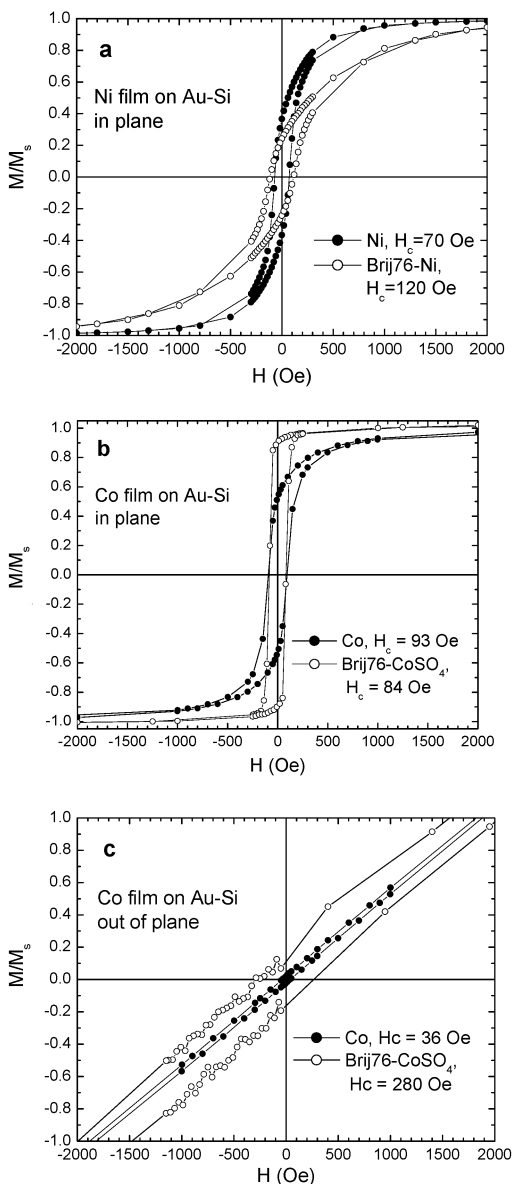 a
Ni film on Au-Si
in plane
Ni, Hc=70 Oe
Brij76-Ni,
Hc=120 Oe
M/Ms
1.0
0.8
0.6
0.4
0.2
0.0
-0.2
-0.4
-0.6
-0.8
-1.0
-2000 -1500 -1000 -500 0 500 1000 1500 2000
H (Oe)
b
Co film on Au-Si
in plane
Co, Hc = 93 Oe
Brij76-CoSO4,
Hc = 84 Oe
M/Ms
1.0
0.8
0.6
0.4
0.2
0.0
-0.2
-0.4
-0.6
-0.8
-1.0
-2000 -1500 -1000 -500 0 500 1000 1500 2000
H (Oe)
c
Co film on Au-Si
out of plane
Co, Hc = 36 Oe
Brij76-CoSO4,
Hc = 280 Oe
M/Ms
1.0
0.8
0.6
0.4
0.2
0.0
-0.2
-0.4
-0.6
-0.8
-1.0
-2000 -1500 -1000 -500 0 500 1000 1500 2000
H (Oe)